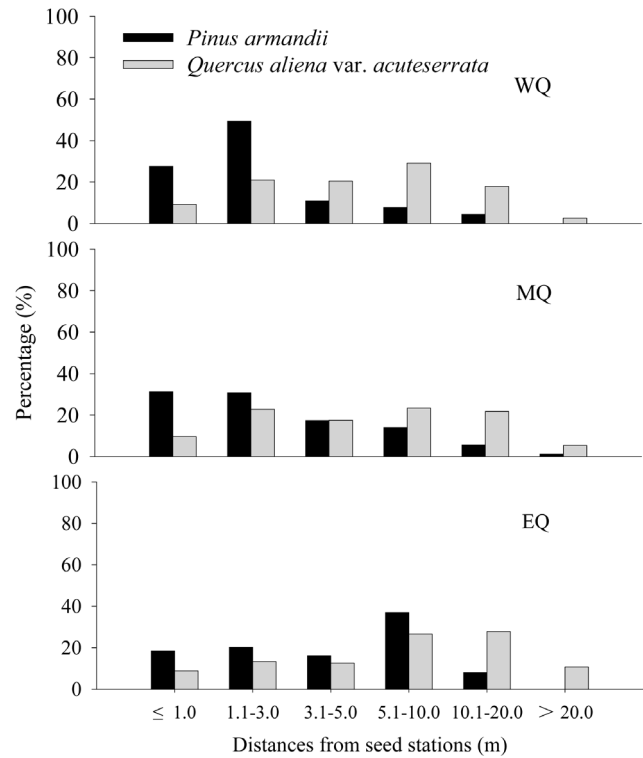 100
Pinus armandii
80
Quercus aliena var. acuteserrata
WQ
60
40
20
0
100
80
MQ
60
40
20
0
Percentage (%)
100
80
EQ
60
40
20
0
≤ 1.0 1.1-3.0 3.1-5.0 5.1-10.0 10.1-20.0 > 20.0
Distances from seed stations (m)